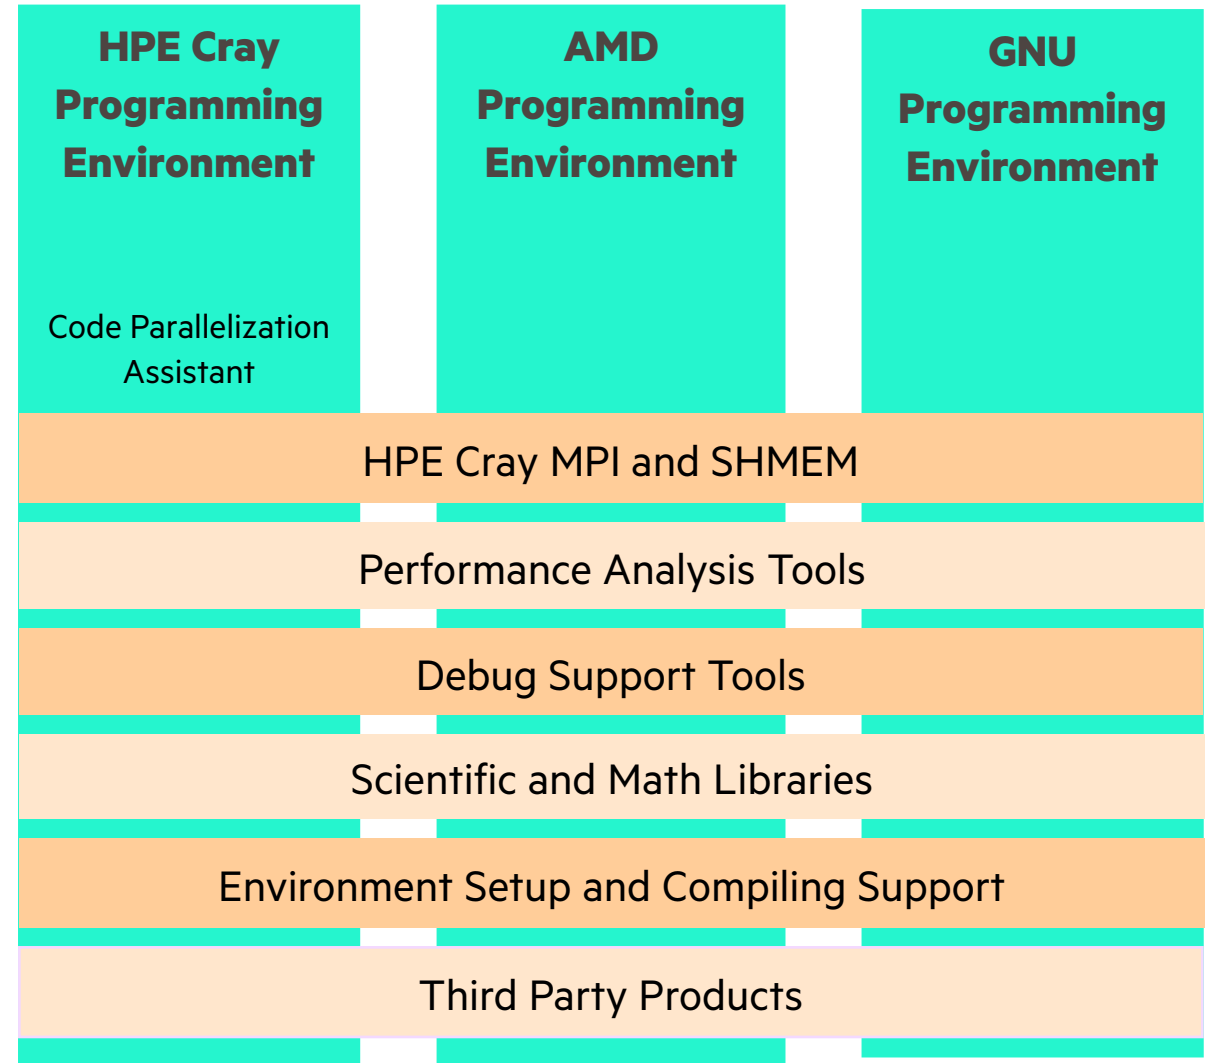 HPE Cray
Programming
Environment
AMD
Programming
Environment
GNU
Programming
Environment
Code Parallelization
Assistant
HPE Cray MPI and SHMEM
Performance Analysis Tools
Debug Support Tools
Scientific and Math Libraries
Environment Setup and Compiling Support
Third Party Products